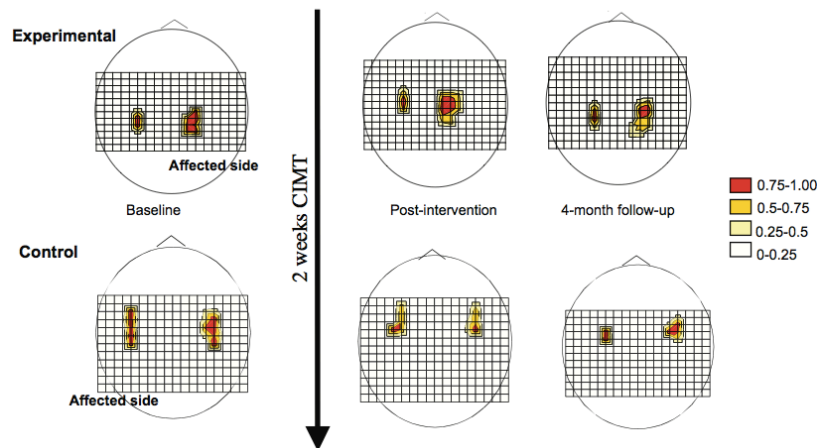 Experimental
Affected side
Baseline
2 weeks CIMT
Post-intervention
4-month follow-up
0.75-1.00
0.5-0.75
0.25-0.5
0-0.25
Control
Affected side